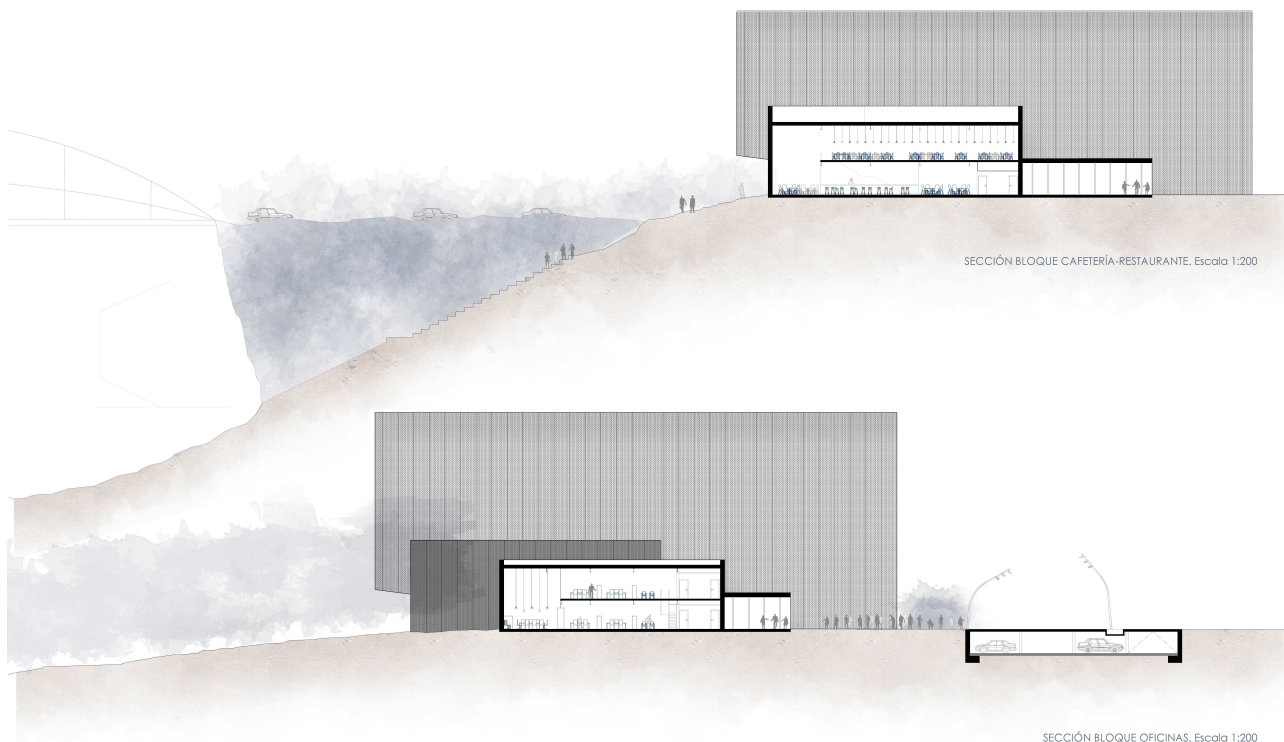 SECCIÓN BLOQUE CAFETERÍA-RESTAURANTE. Escala 1:200
SECCIÓN BLOQUE OFICINAS. Escala 1:200